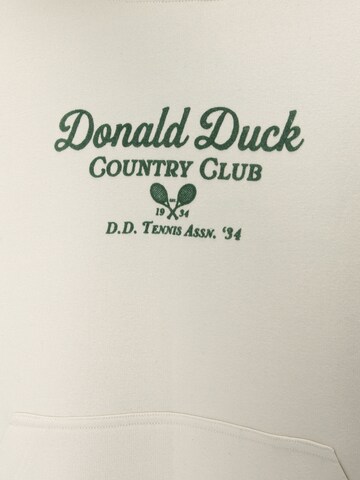 Donald Duck
COUNTRY CLUB
19 34
D.D. TENNIS ASSN. '34